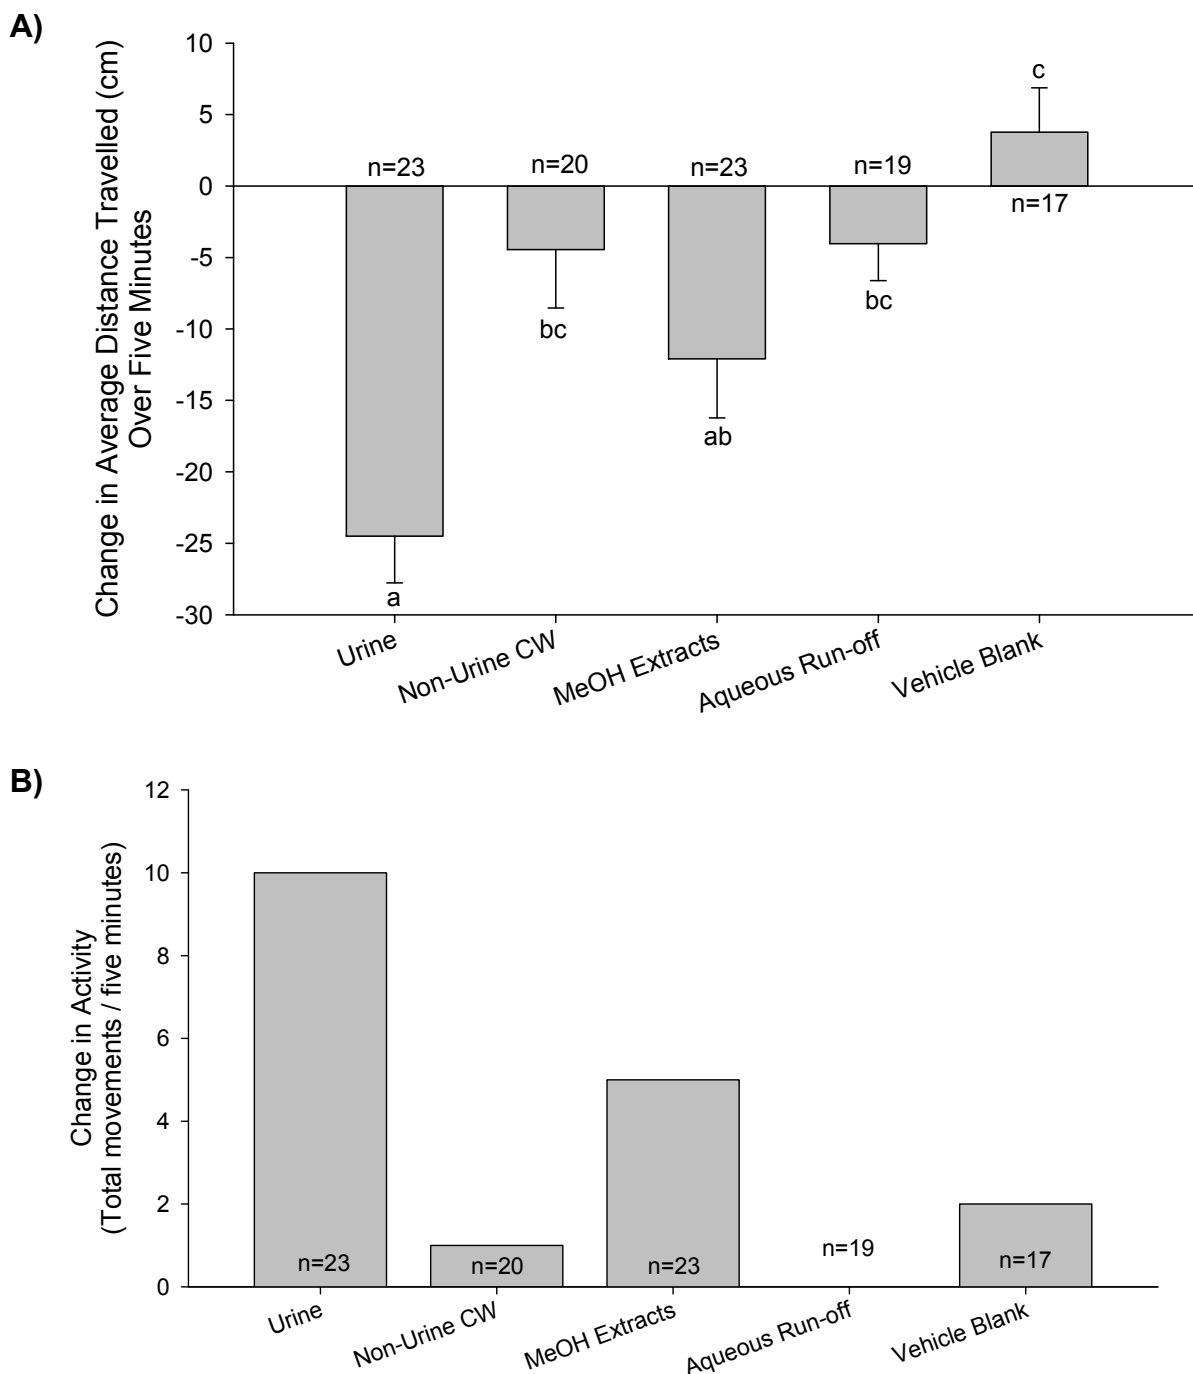 A)
Change in Average Distance Travelled (cm)
Over Five Minutes
10
5
0
-5
-10
-15
-20
-25
-30
n=23
n=20
n=23
n=19
n=17
a
bc
ab
bc
c
Urine
Non-Urine CW
MeOH Extracts
Aqueous Run-off
Vehicle Blank
B)
Change in Activity
(Total movements / five minutes)
12
10
8
6
4
2
0
n=23
n=20
n=23
n=19
n=17
Urine
Non-Urine CW
MeOH Extracts
Aqueous Run-off
Vehicle Blank